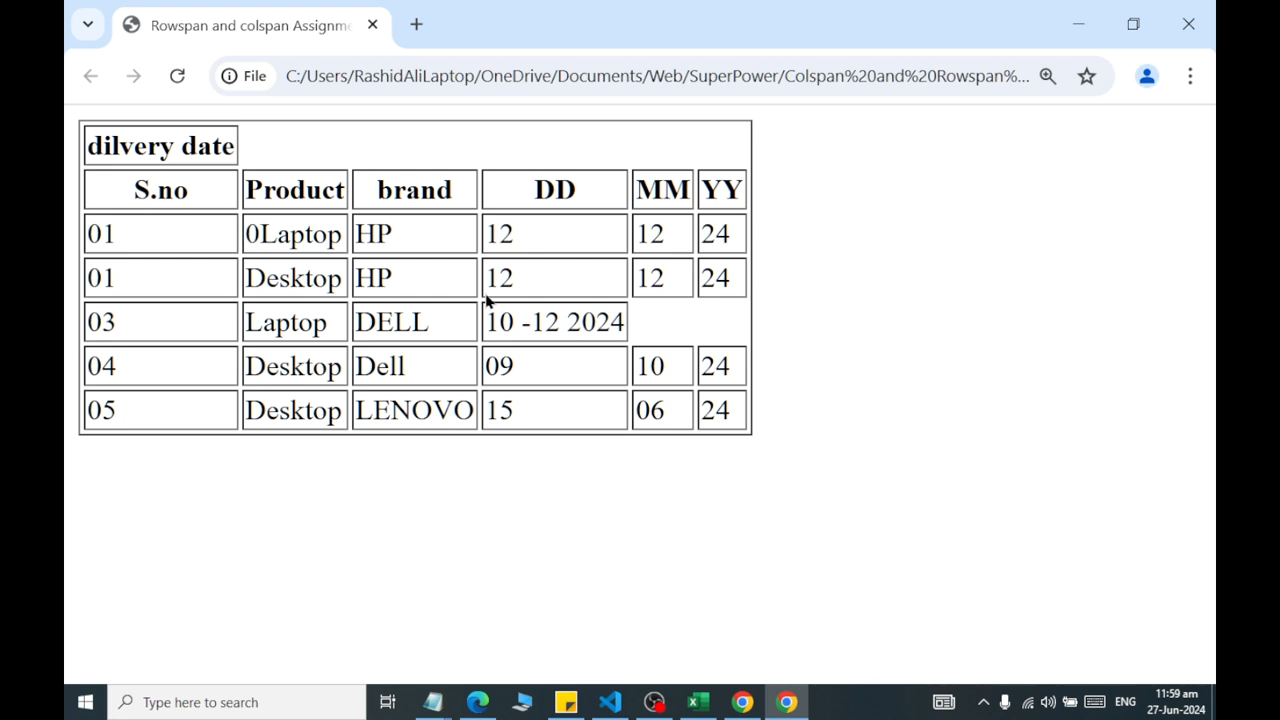 Rowspan and colspan Assignme
File C:/Users/RashidAliLaptop/OneDrive/Documents/Web/SuperPower/Colspan%20and%20Rowspan%...
dilvery date
S.no Product brand DD MM YY
01 0Laptop HP 12 12 24
01 Desktop HP 12 12 24
03 Laptop DELL 10 -12 2024
04 Desktop Dell 09 10 24
05 Desktop LENOVO 15 06 24
Type here to search ENG 11:59 am
27-Jun-2024